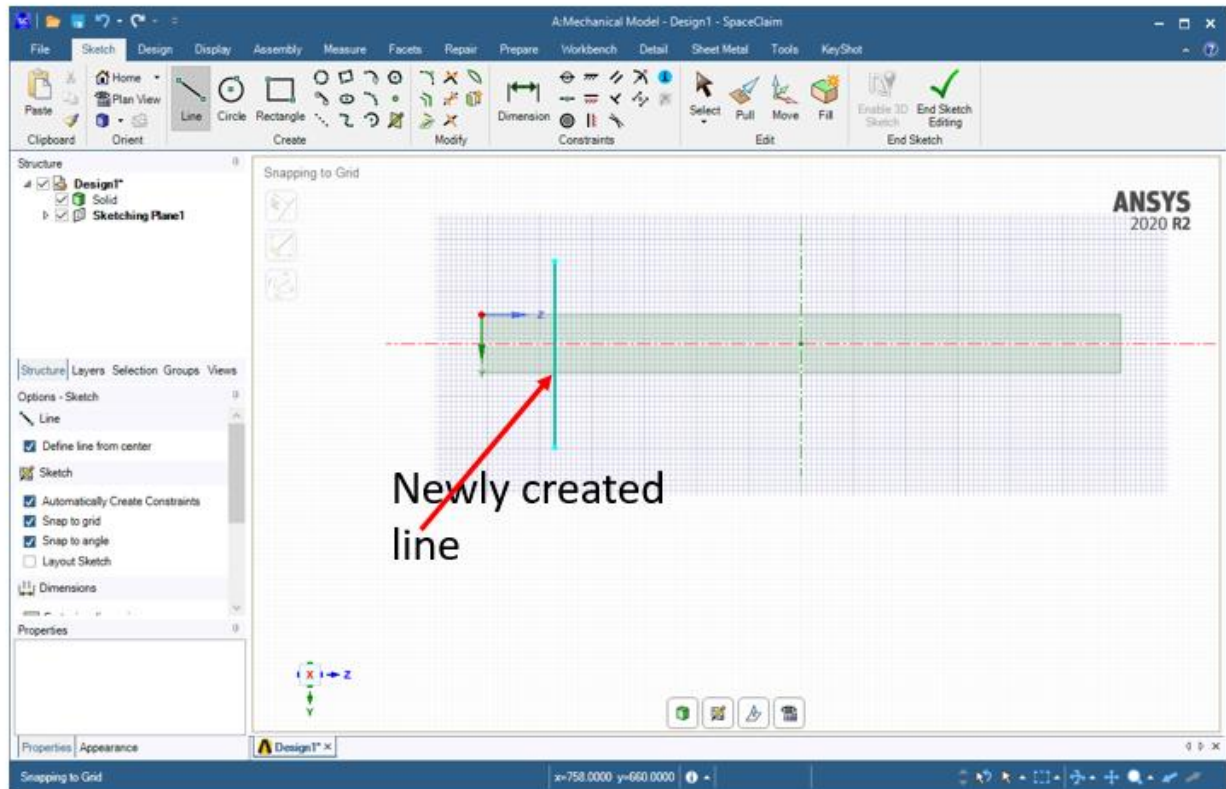 A:Mechanical Model - Design1 - SpaceClaim
File Sketch Design Display Assembly Measure Facets Repair Prepare Workbench Detail Sheet Metal Tools KeyShot
Home
Plan View
Paste
Line Circle Rectangle
Dimension
Select Pull Move Fill
Enable 3D Sketch
End Sketch Editing
Clipboard Orient Create Modify Constraints Edit End Sketch
Structure
Design1*
Solid
Sketching Plane1
Structure Layers Selection Groups Views
Options - Sketch
Line
Define line from center
Sketch
Automatically Create Constraints
Snap to grid
Snap to angle
Layout Sketch
Dimensions
Properties
Properties Appearance
Snapping to Grid
ANSYS
2020 R2
Z
Y
Newly created
line
X Z
Y
Design1*
Snapping to Grid
x=758.0000 y=660.0000